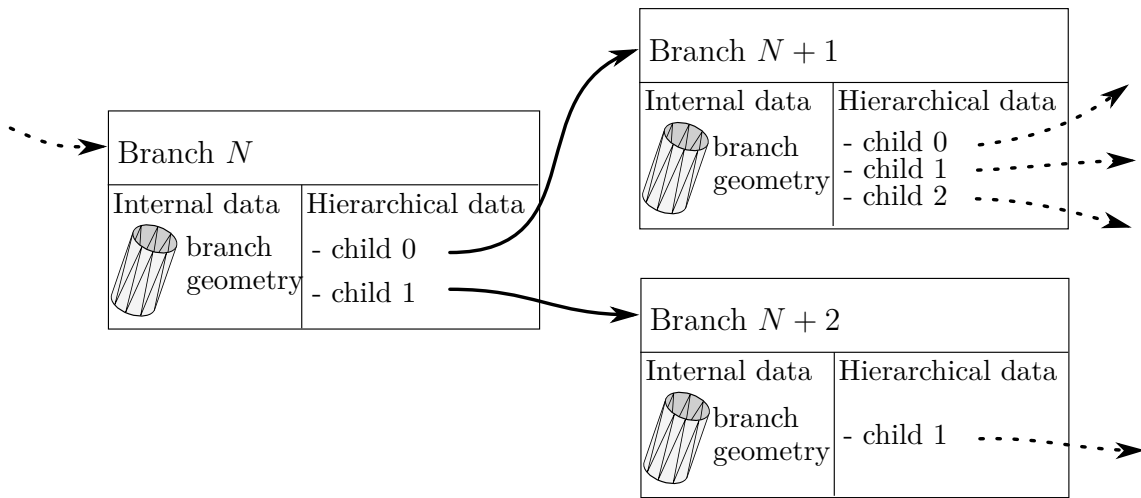 Branch N
Internal data
branch
geometry
Hierarchical data
- child 0
- child 1
Branch N + 1
Internal data
branch
geometry
Hierarchical data
- child 0
- child 1
- child 2
Branch N + 2
Internal data
branch
geometry
Hierarchical data
- child 1